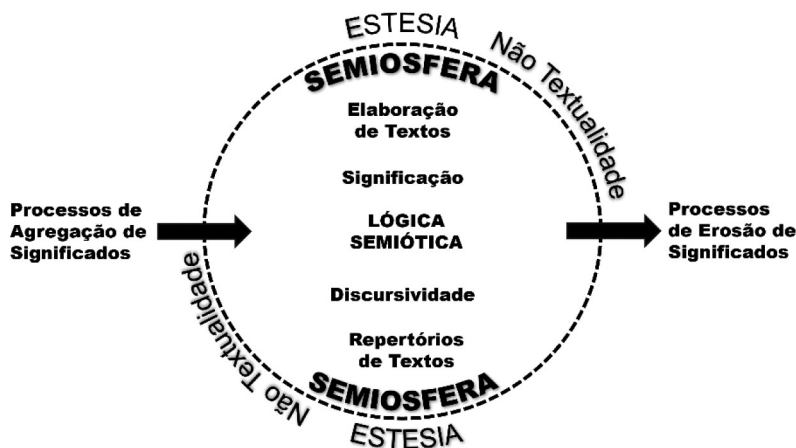 ESTESIA
Não Textualidade
SEMIOSFERA
Elaboração
de Textos
Significação
Processos de
Agregação de
Significados
LÓGICA
SEMIÓTICA
Processos
de Erosão de
Significados
Discursividade
Não Textualidade
Repertórios
de Textos
SEMIOSFERA
ESTESIA